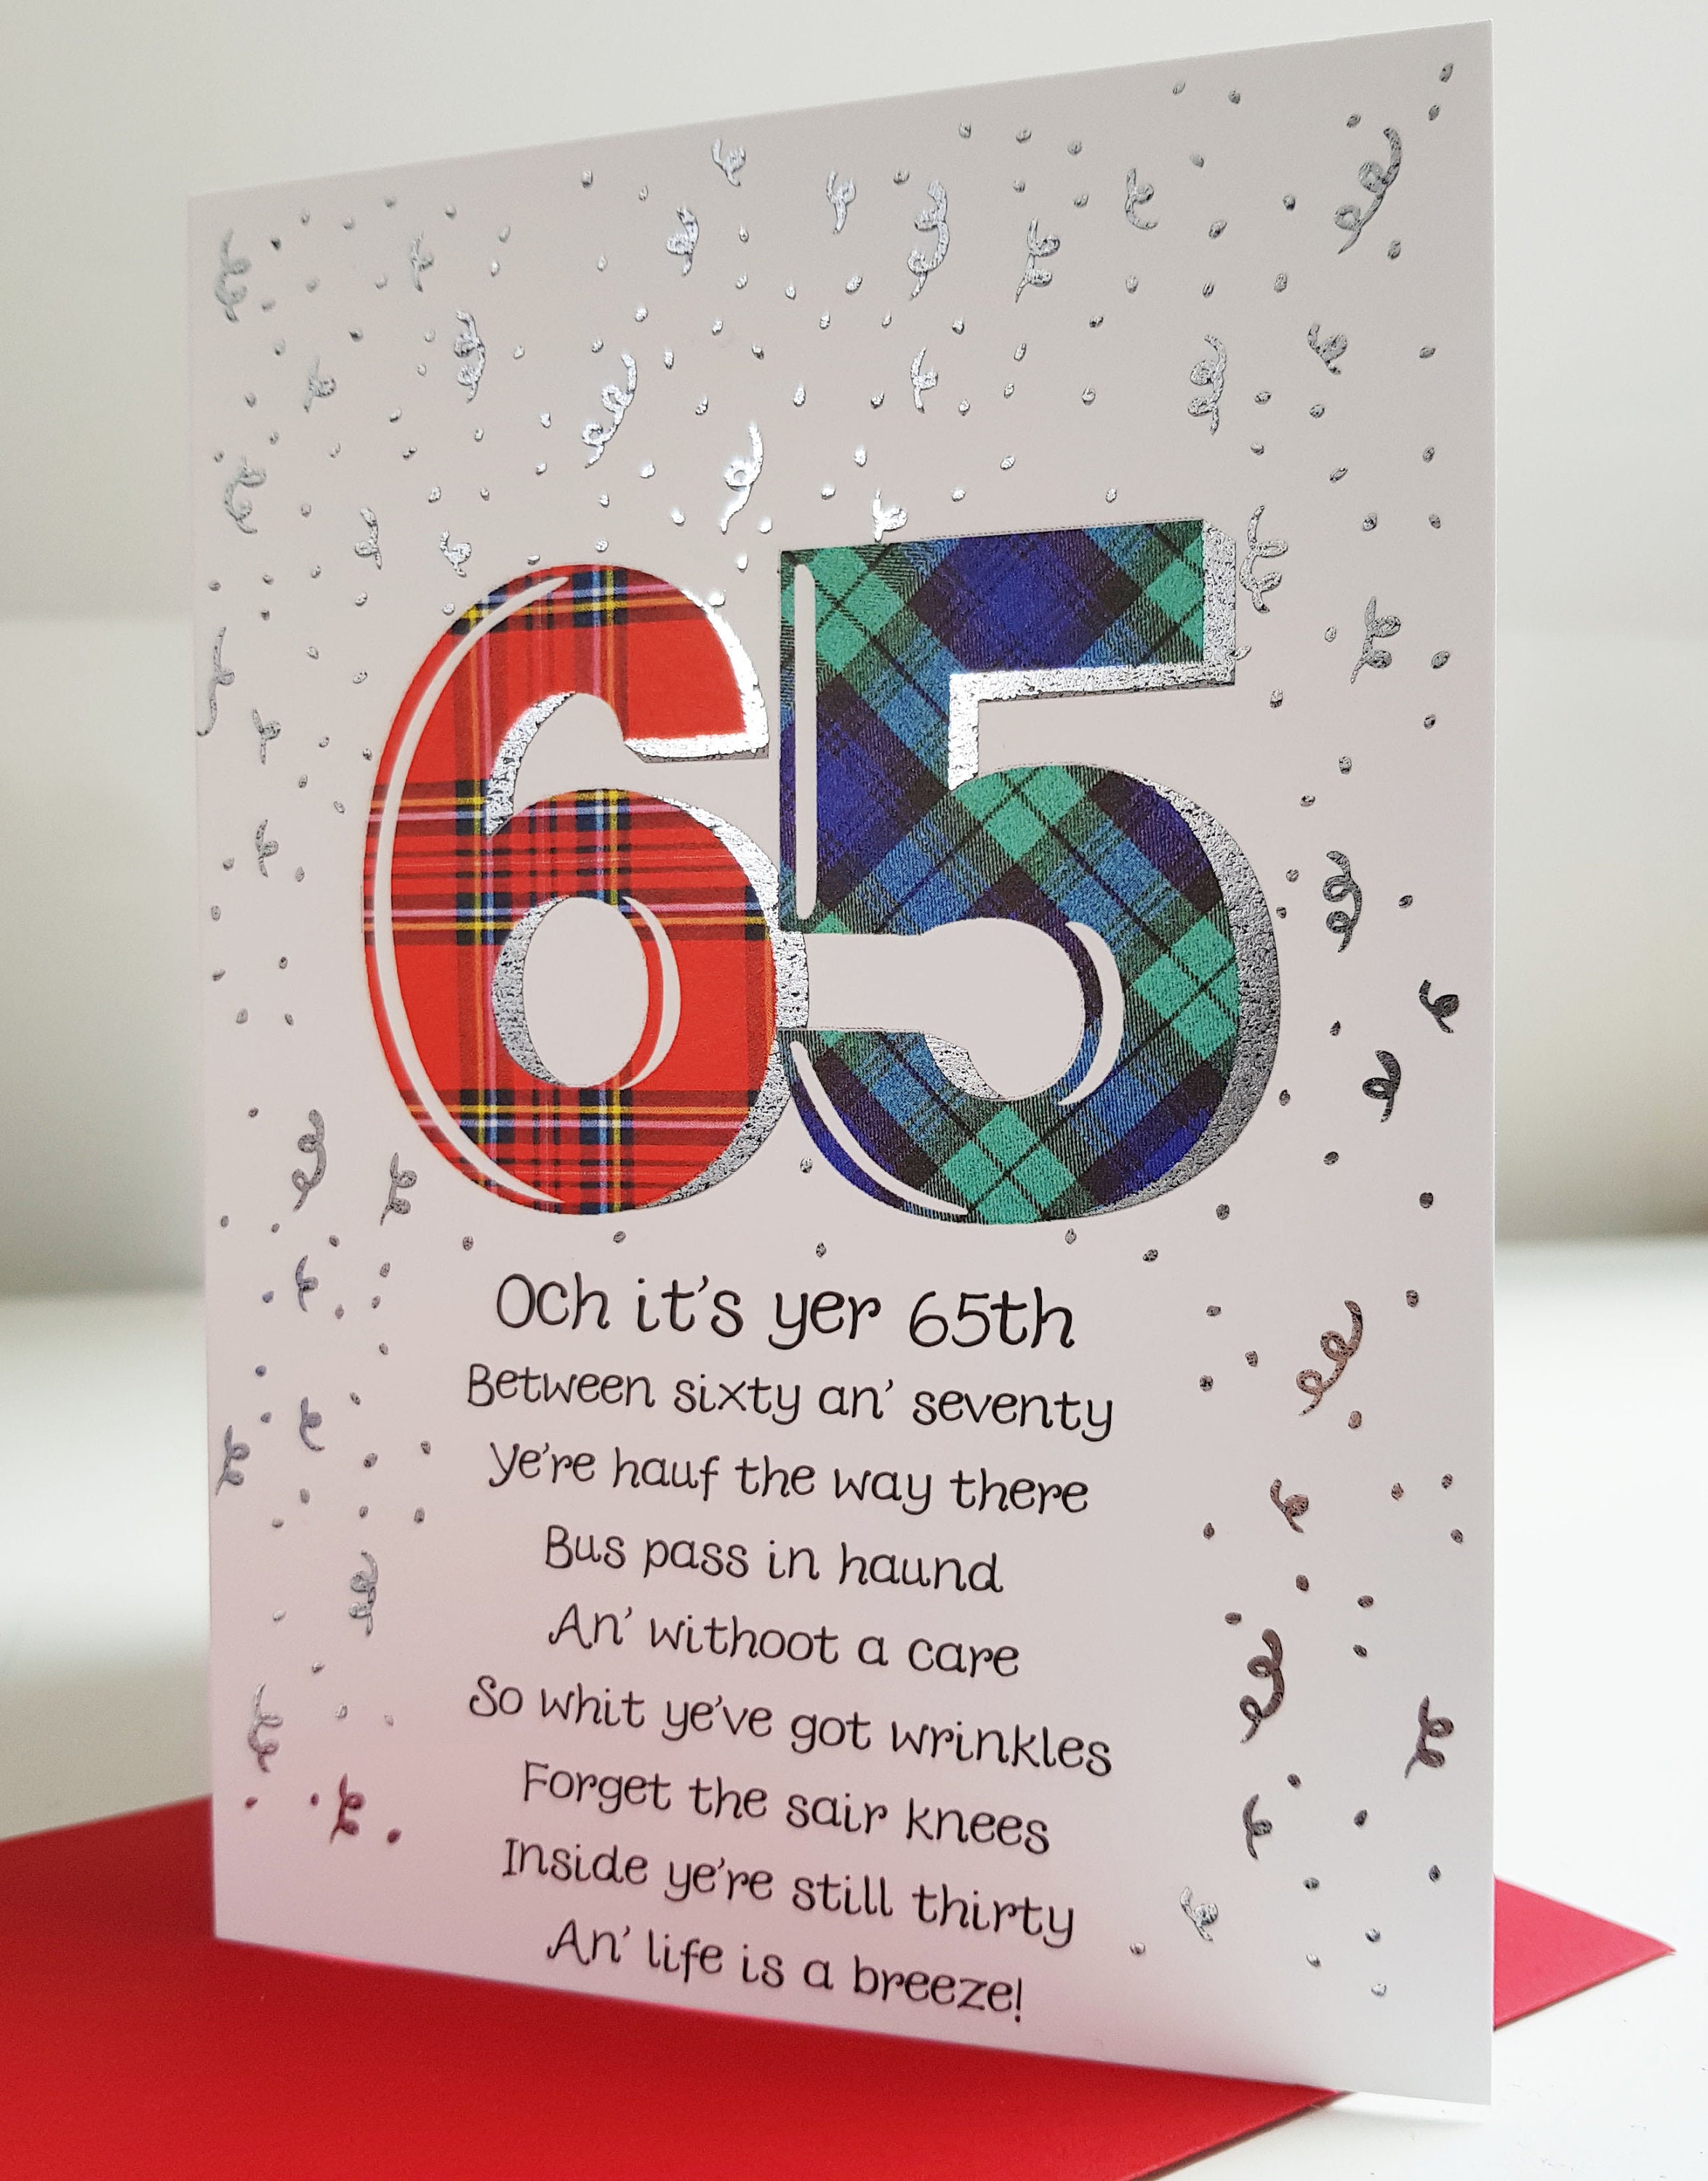 65
Och it's yer 65th
Between sixty an' seventy
Ye're hauf the way there
Bus pass in haund
An' withoot a care
So whit ye've got wrinkles
Forget the sair knees
Inside ye're still thirty
An' life is a breeze!